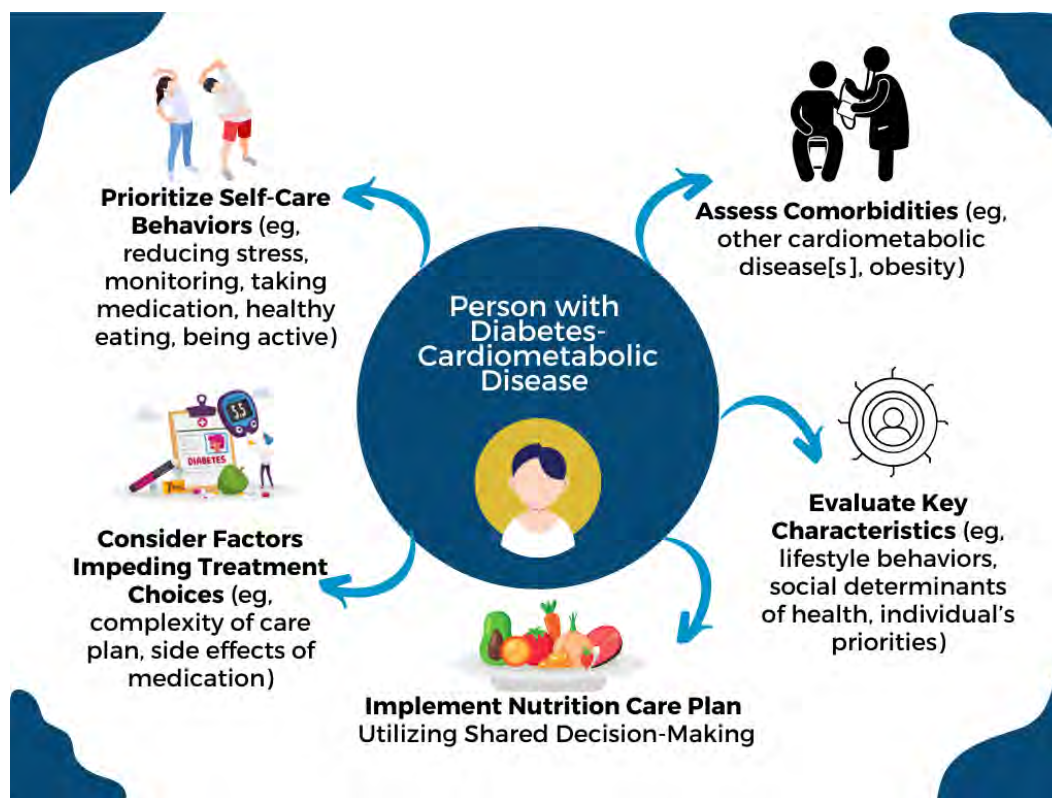 Prioritize Self-Care
Behaviors (eg,
reducing stress,
monitoring, taking
medication, healthy
eating, being active)
Assess Comorbidities (eg,
other cardiometabolic
disease[s], obesity)
Person with
Diabetes-
Cardiometabolic
Disease
5.5
DIABETES
Consider Factors
Impeding Treatment
Choices (eg,
complexity of care
plan, side effects of
medication)
Evaluate Key
Characteristics (eg,
lifestyle behaviors,
social determinants
of health, individual’s
priorities)
Implement Nutrition Care Plan
Utilizing Shared Decision-Making